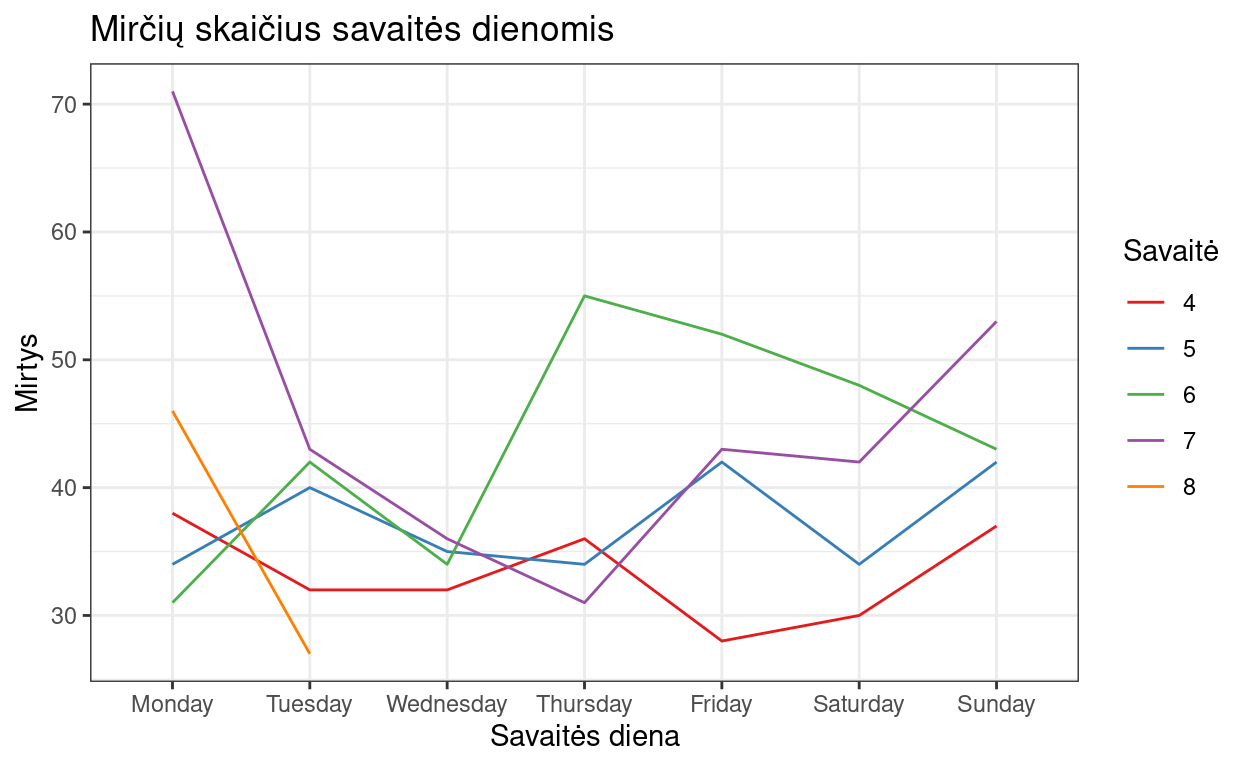 Mirčių skaičius savaitės dienomis
70
60
50
40
30
Mirtys
Monday Tuesday Wednesday Thursday Friday Saturday Sunday
Savaitės diena
Savaitė
4
5
6
7
8